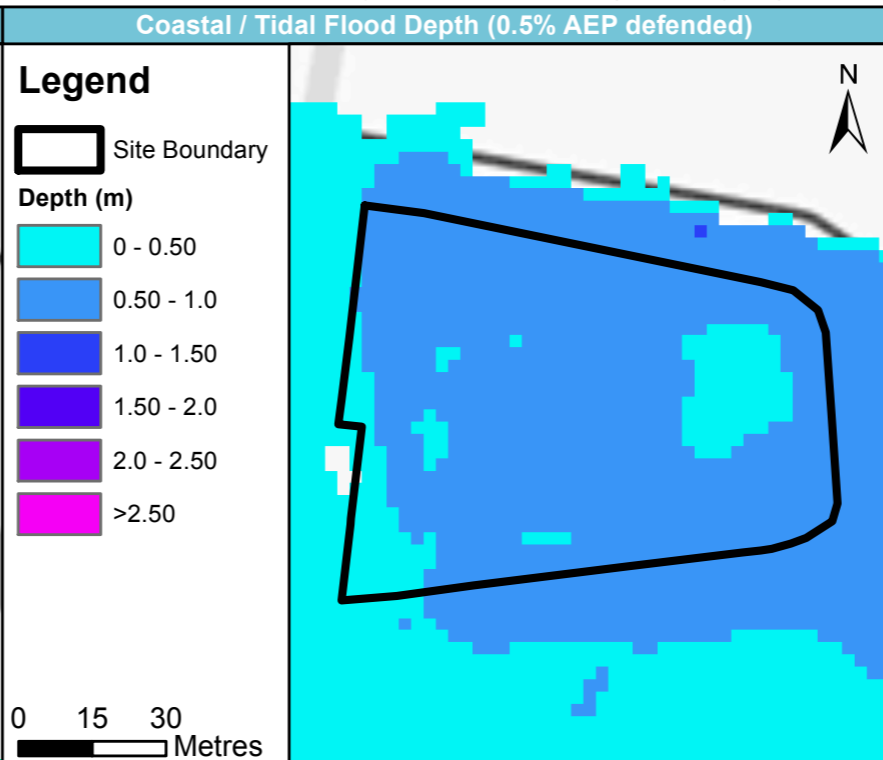 Coastal / Tidal Flood Depth (0.5% AEP defended)
Legend
Site Boundary
Depth (m)
0 - 0.50
0.50 - 1.0
1.0 - 1.50
1.50 - 2.0
2.0 - 2.50
>2.50
0 15 30
Metres
N